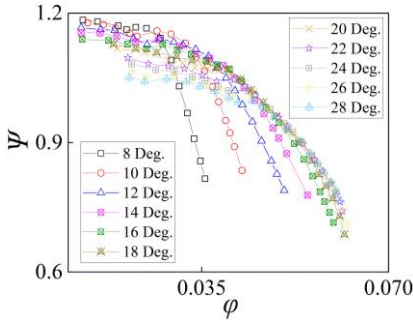 1.2
20 Deg.
22 Deg.
24 Deg.
26 Deg.
28 Deg.
0.9
Ψ
8 Deg.
10 Deg.
12 Deg.
14 Deg.
16 Deg.
18 Deg.
0.6
0.035
0.070
φ